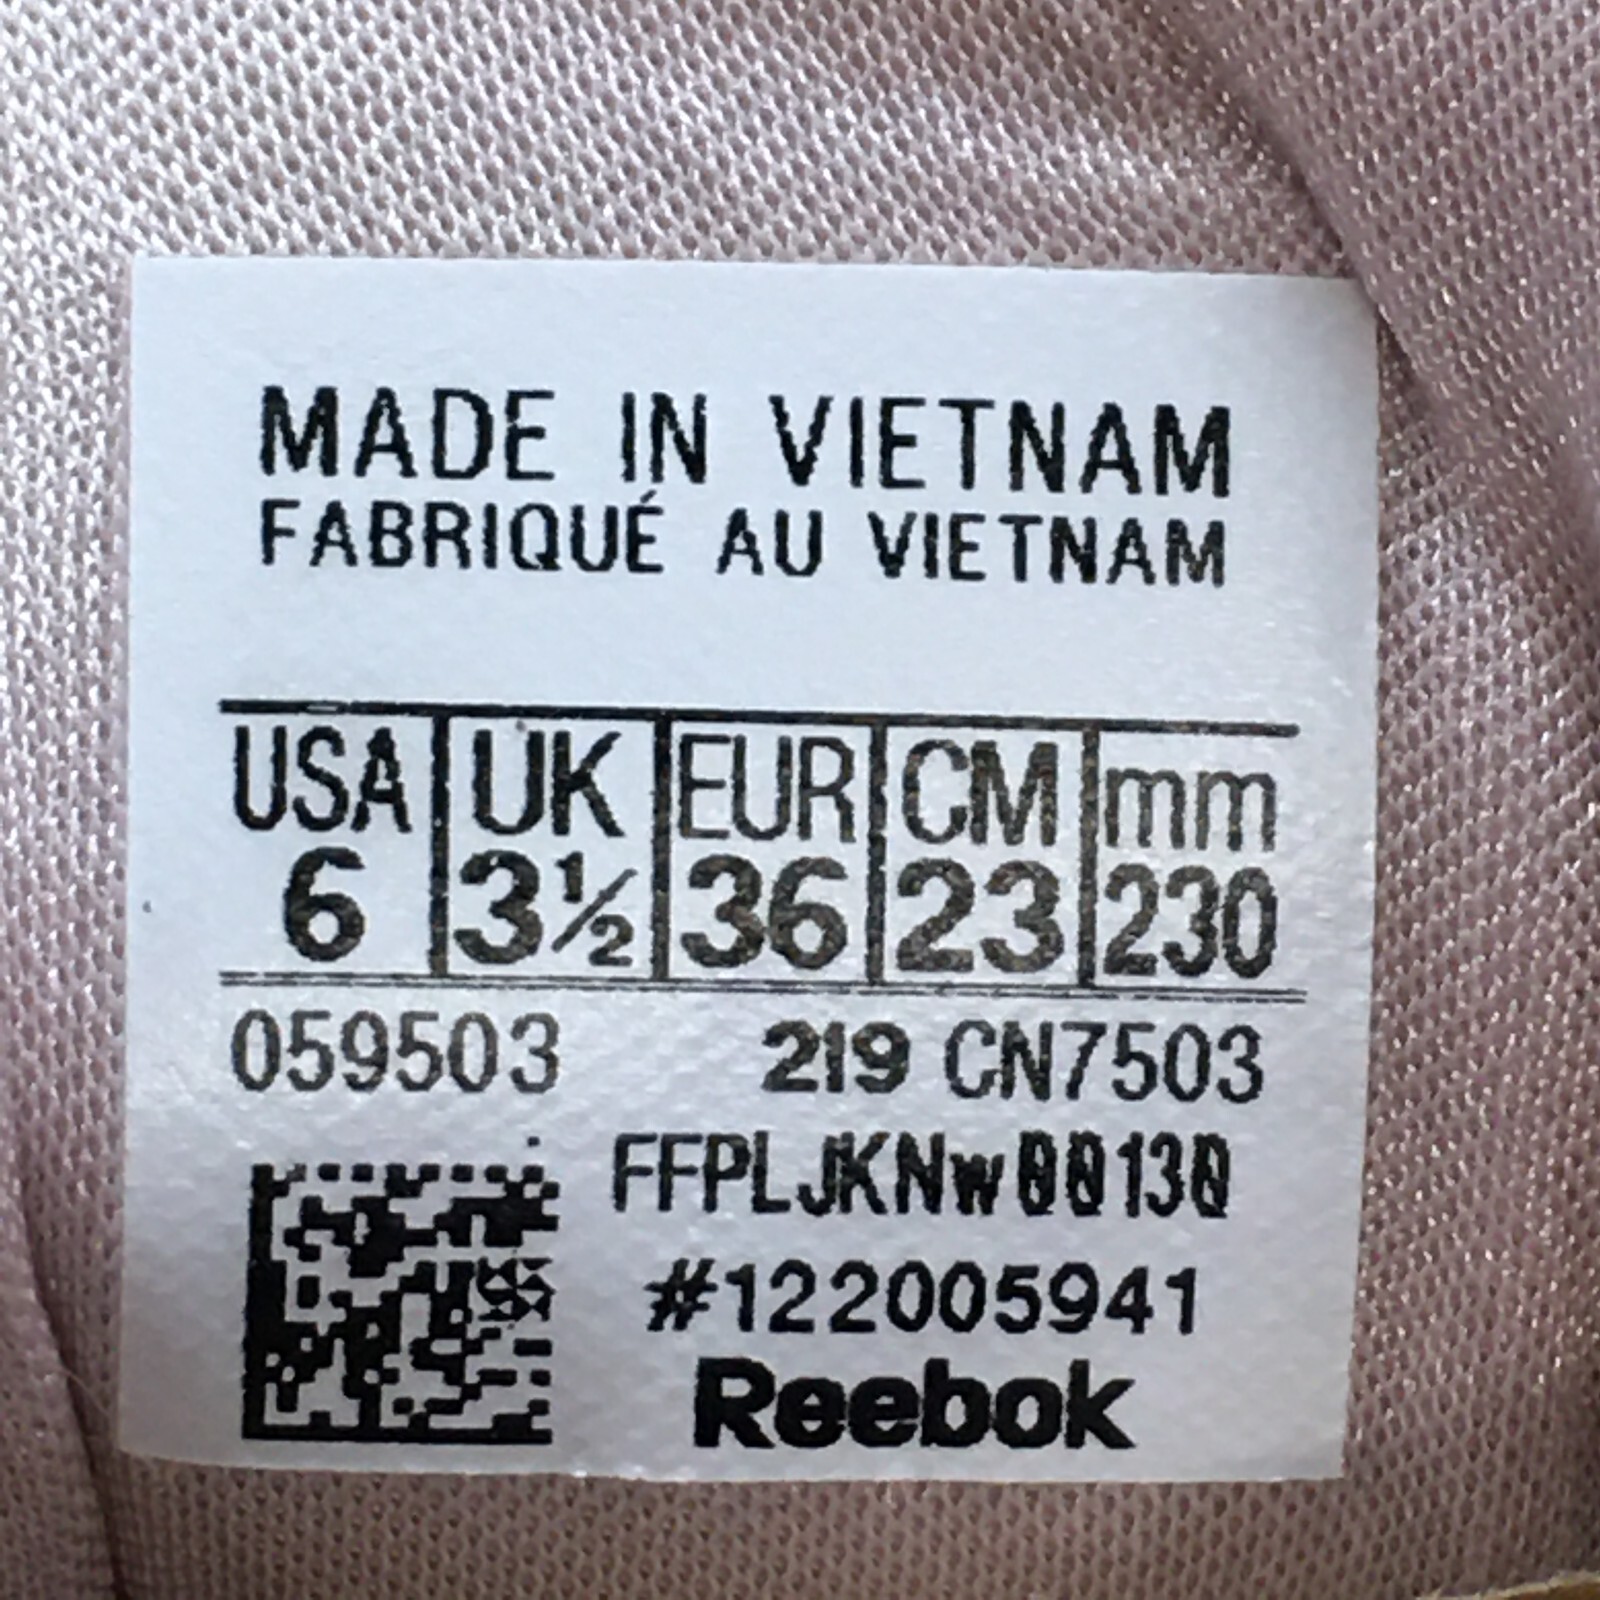 MADE IN VIETNAM
FABRIQUÉ AU VIETNAM
USA UK EUR CM mm
6 3½ 36 23 230
059503 219 CN7503
FFPLJKNw00130
#122005941
Reebok